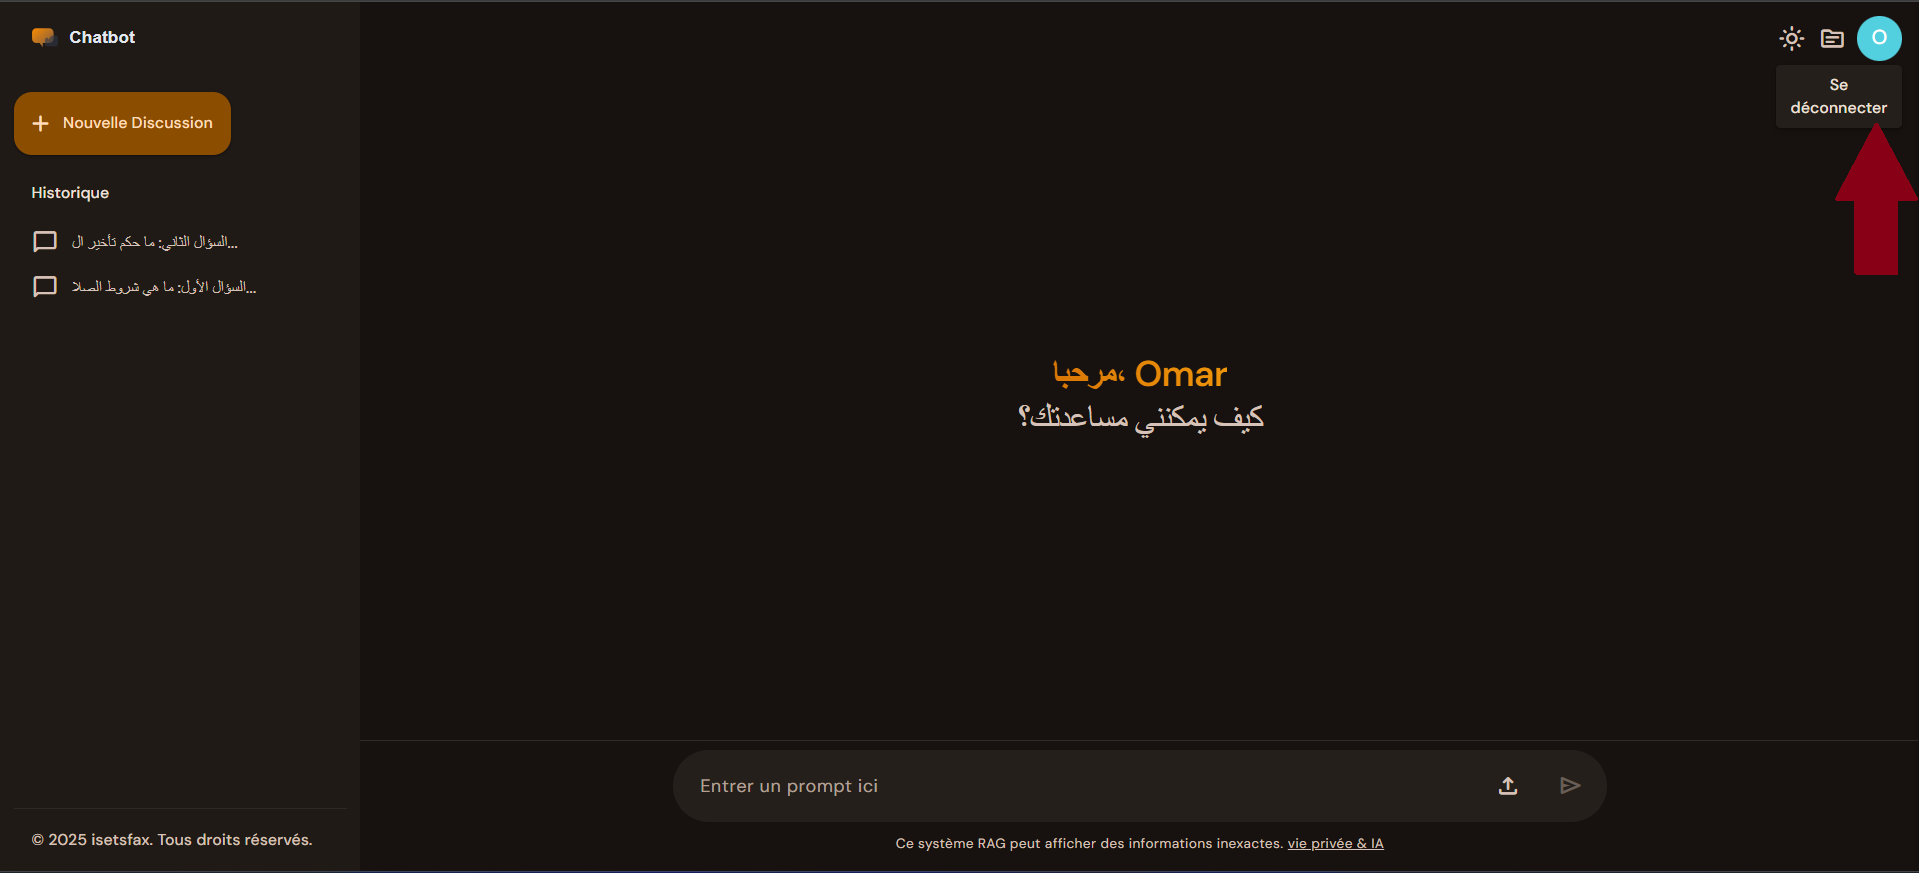 Chatbot
Nouvelle Discussion
Historique
السؤال الثاني: ما حكم تأخير ال...
السؤال الأول: ما هي شروط الصلا...
O
Se
déconnecter
مرحبا، Omar
كيف يمكنني مساعدتك؟
Entrer un prompt ici
Ce système RAG peut afficher des informations inexactes. vie privée & IA
© 2025 isetsfax. Tous droits réservés.